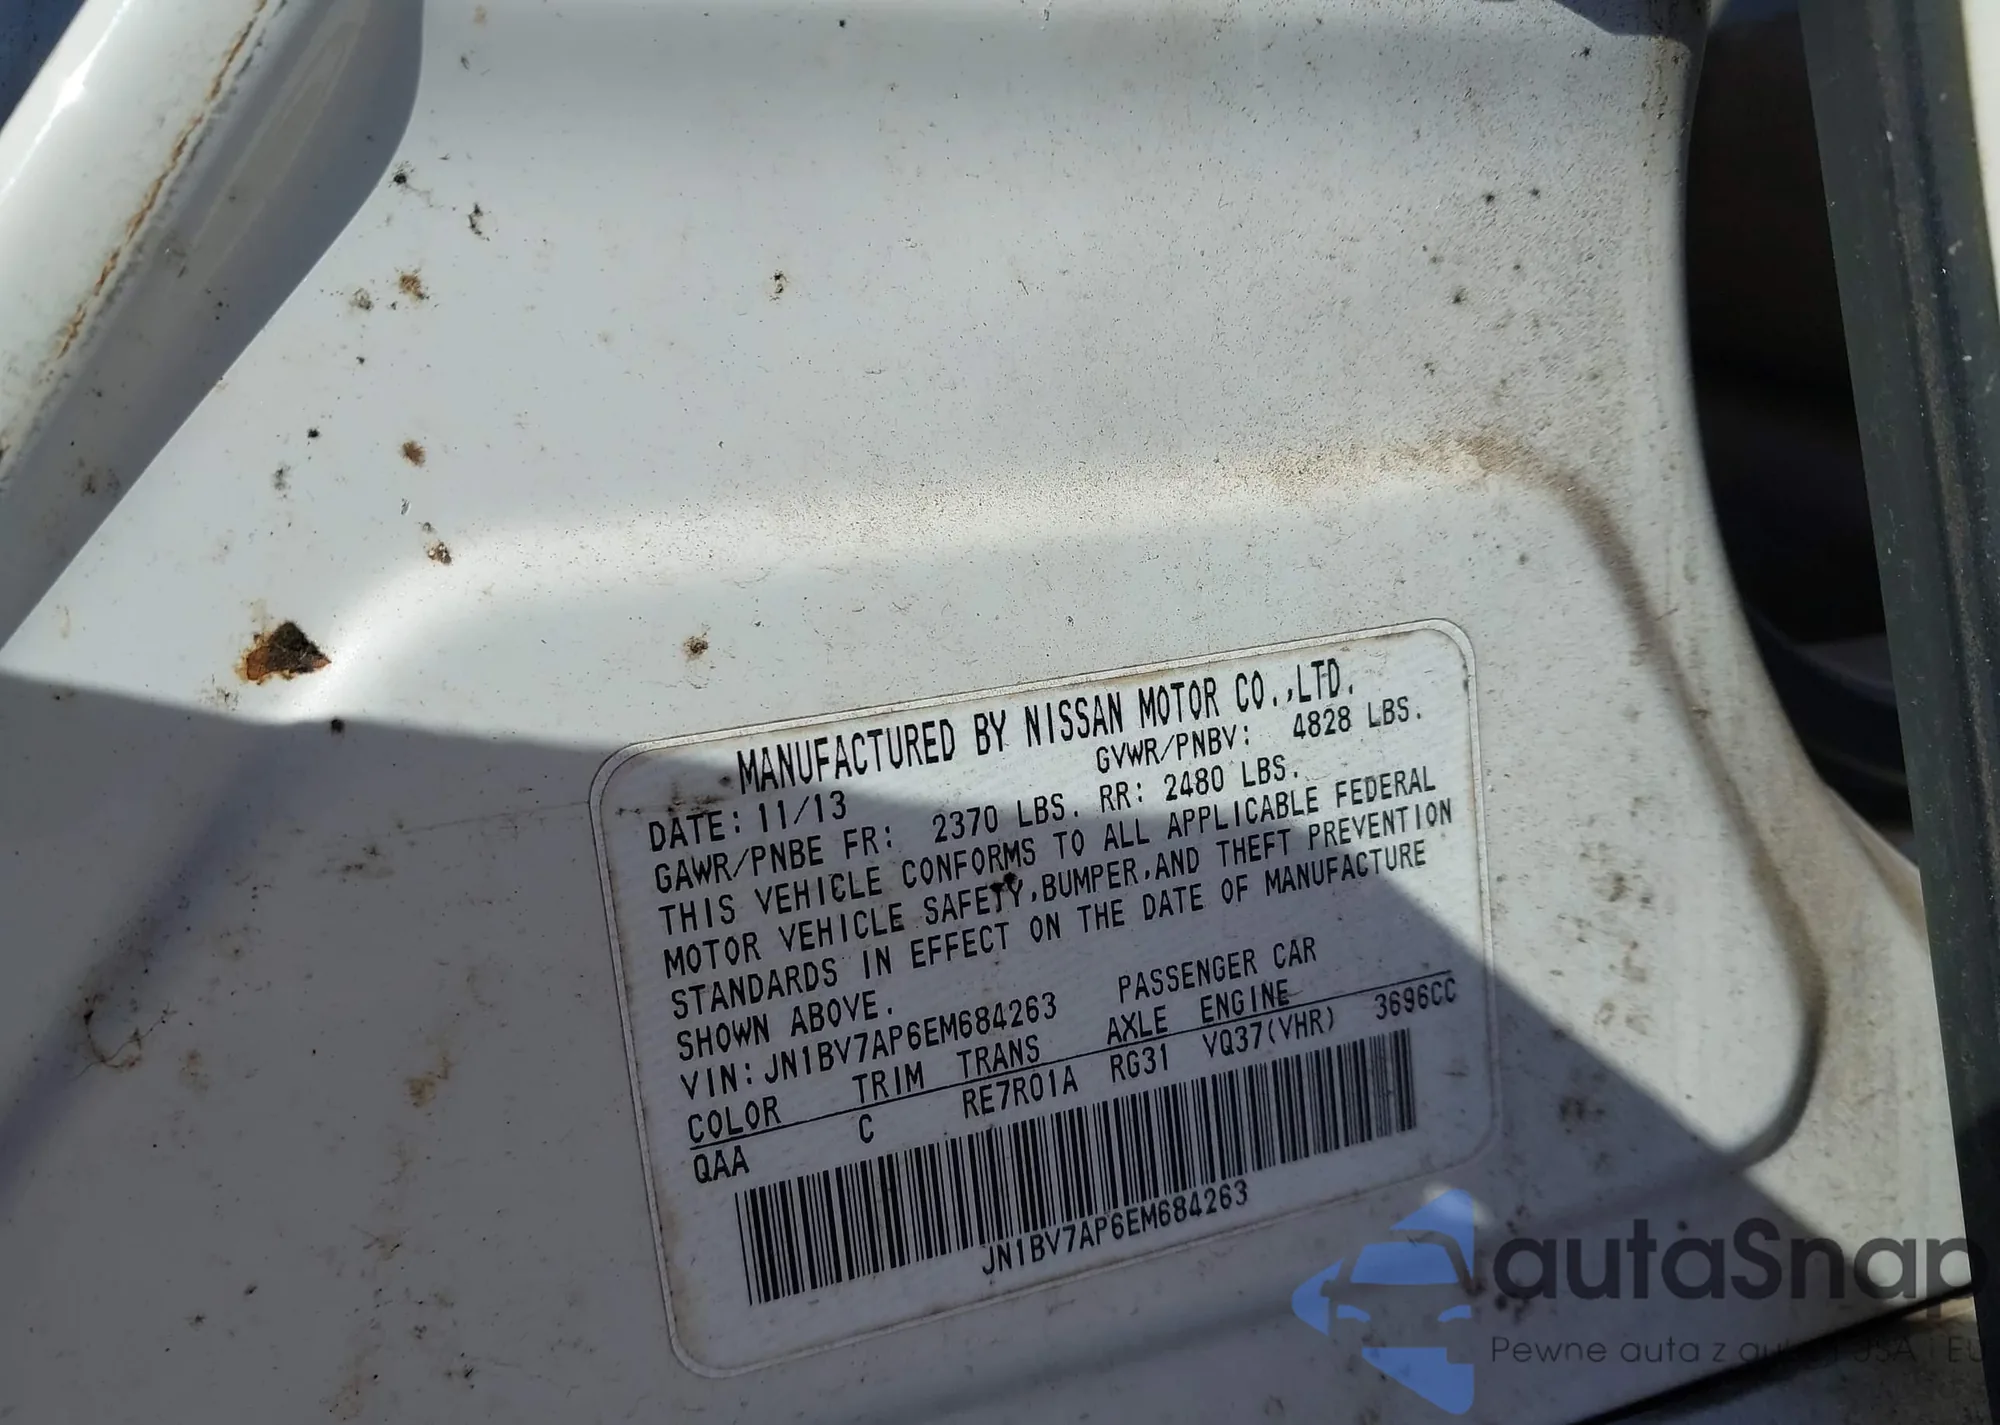 MANUFACTURED BY NISSAN MOTOR CO.,LTD.
DATE: 11/13 GVWR/PNBV: 4828 LBS.
GAWR/PNBE FR: 2370 LBS. RR: 2480 LBS.
THIS VEHICLE CONFORMS TO ALL APPLICABLE FEDERAL
MOTOR VEHICLE SAFETY,BUMPER,AND THEFT PREVENTION
STANDARDS IN EFFECT ON THE DATE OF MANUFACTURE
SHOWN ABOVE.
VIN: JN1BV7AP6EM684263 PASSENGER CAR
COLOR TRIM TRANS AXLE ENGINE
QAA C RE7R01A RG31 VQ37(VHR) 3696CC
JN1BV7AP6EM684263
autaSnap
Pewne auta z USA i EU